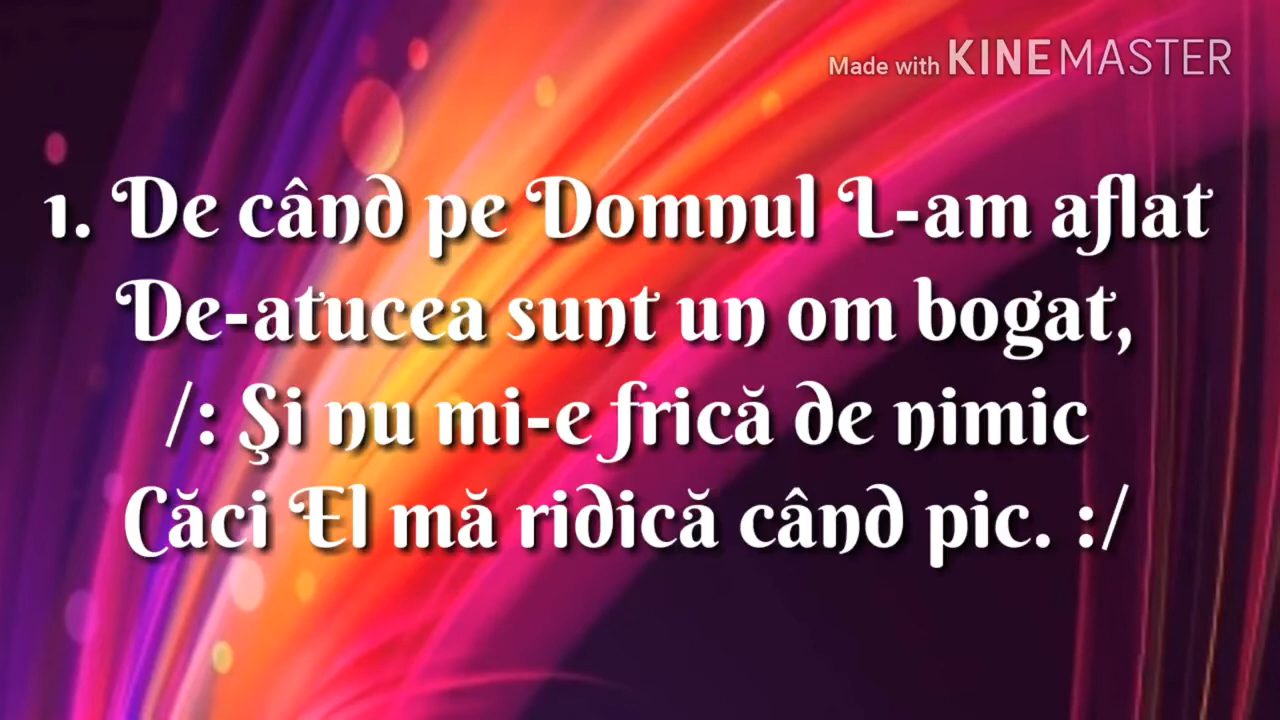 Made with KINEMASTER
1. De când pe Domnul L-am aflat
De-atucea sunt un om bogat,
/: Şi nu mi-e frică de nimic
Căci El mă ridică când pic. :/